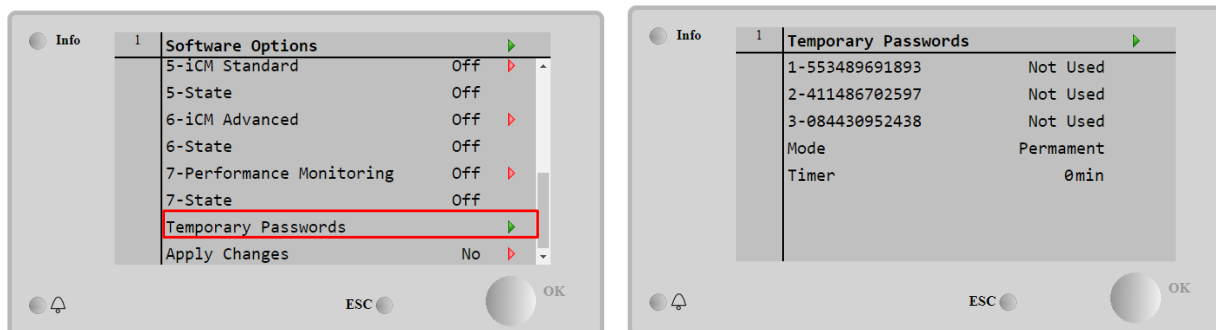 Info
1
Software Options
5-iCM Standard Off
5-State Off
6-iCM Advanced Off
6-State Off
7-Performance Monitoring Off
7-State Off
Temporary Passwords
Apply Changes No
ESC
OK
Info
1
Temporary Passwords
1-553489691893 Not Used
2-411486702597 Not Used
3-084430952438 Not Used
Mode Permament
Timer 0min
ESC
OK